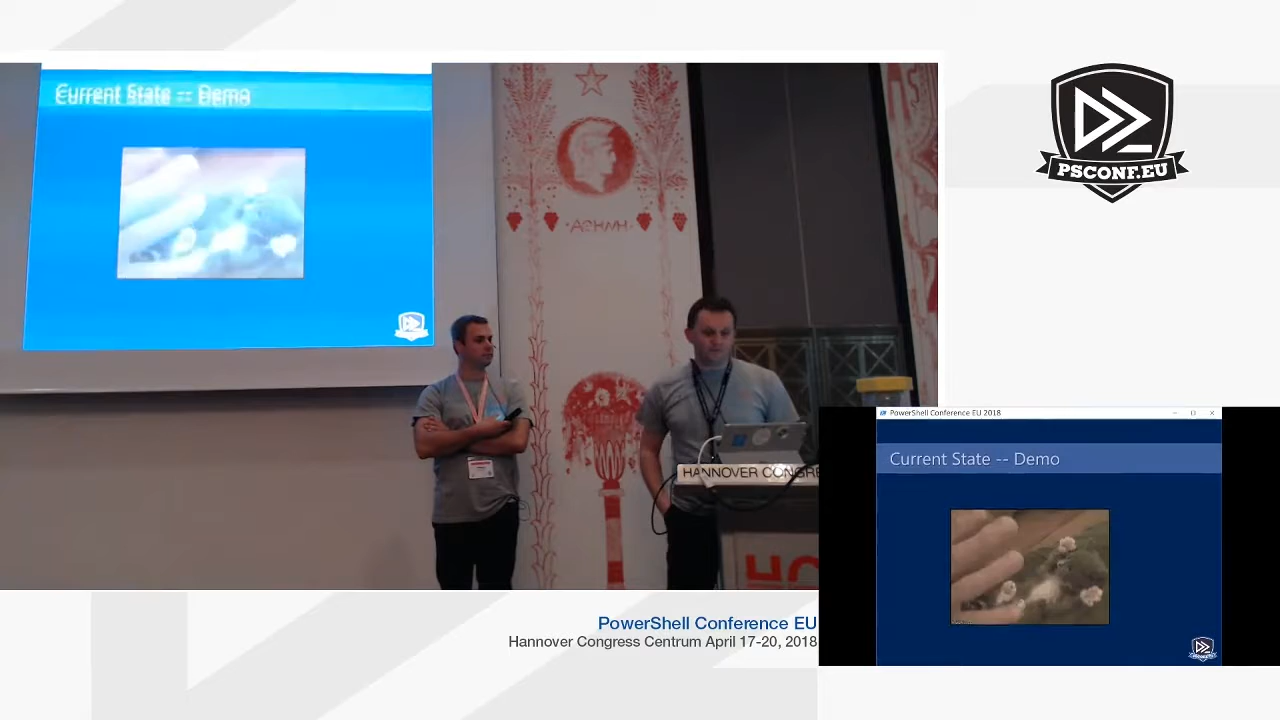 Current State -- Demo
PSCONF.EU
HANNOVER CONGRE
PowerShell Conference EU 2018
Current State -- Demo
PowerShell Conference EU
Hannover Congress Centrum April 17-20, 2018